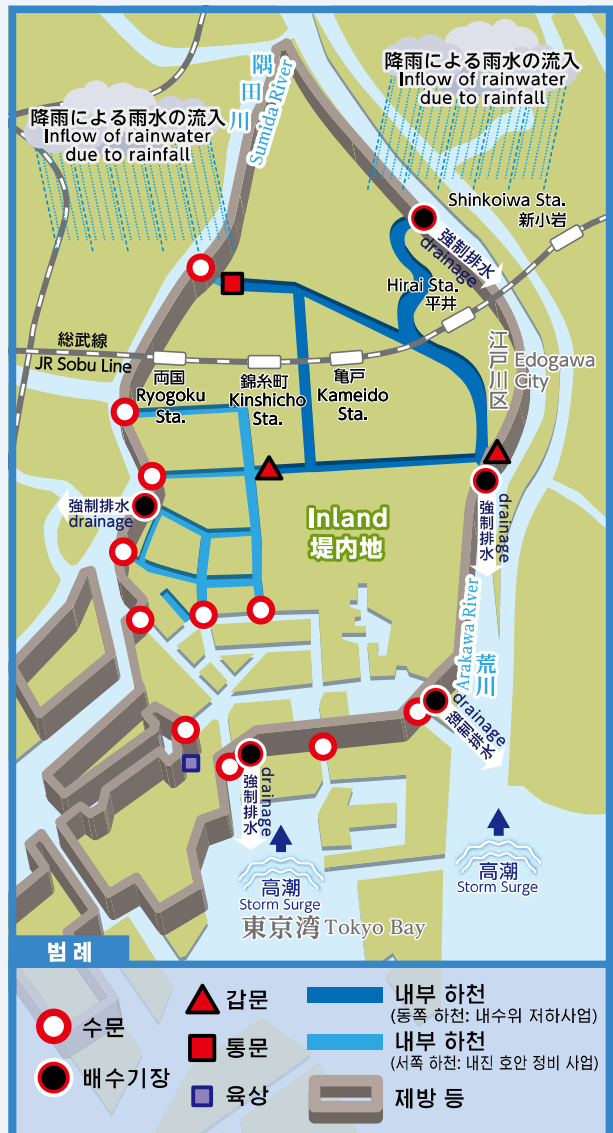 降雨による雨水の流入
Inflow of rainwater
due to rainfall
降雨による雨水の流入
Inflow of rainwater
due to rainfall
隅田川
Sumida River
Shinkoiwa Sta.
新小岩
強制排水
drainage
Hirai Sta.
平井
江戸川区
Edogawa
City
総武線
JR Sobu Line
両国
Ryogoku
Sta.
錦糸町
Kinshicho
Sta.
亀戸
Kameido
Sta.
強制排水
drainage
Inland
堤内地
drainage
強制排水
Arakawa River
荒川
drainage
強制排水
drainage
強制排水
高潮
Storm Surge
高潮
Storm Surge
東京湾 Tokyo Bay
범 례
수문
배수기장
갑문
통문
육상
내부 하천
(동쪽 하천: 내수위 저하사업)
내부 하천
(서쪽 하천: 내진 호안 정비 사업)
제방 등